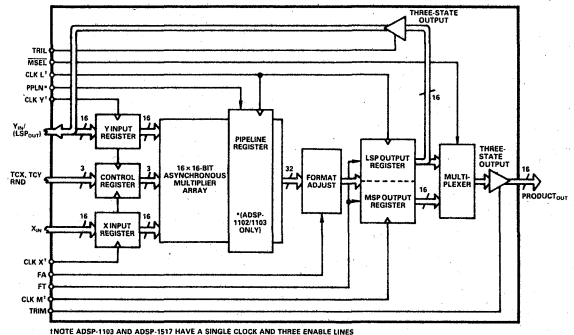 THREE-STATE
OUTPUT
TRIL
MSEL
CLK L†
PPLN*
CLK Y†
16
16
16
YIN/
(LSPOUT)
Y INPUT
REGISTER
PIPELINE
REGISTER
LSP OUTPUT
REGISTER
THREE-
STATE
OUTPUT
TCX, TCY
RND
3
CONTROL
REGISTER
3
16 × 16-BIT
ASYNCHRONOUS
MULTIPLIER
ARRAY
32
FORMAT
ADJUST
16
MULTI-
PLEXER
16
PRODUCTOUT
*(ADSP-
1102/1103
ONLY)
MSP OUTPUT
REGISTER
16
XIN
16
X INPUT
REGISTER
16
CLK X†
FA
FT
CLK M†
TRIM
†NOTE ADSP-1103 AND ADSP-1517 HAVE A SINGLE CLOCK AND THREE ENABLE LINES